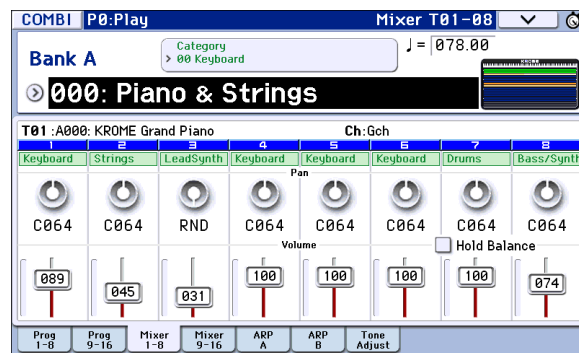 COMBI P0:Play Mixer T01-08
Bank A
Category
00 Keyboard
♩= 078.00
KROME
000: Piano & Strings
T01 :A000: KROME Grand Piano Ch:Gch
1 2 3 4 5 6 7 8
Keyboard Strings LeadSynth Keyboard Keyboard Keyboard Drums Bass/Synth
Pan
C064 C064 RND C064 C064 C064 C064 C064
Volume Hold Balance
089 045 031 100 100 100 100 074
Prog 1-8
Prog 9-16
Mixer 1-8
Mixer 9-16
ARP A
ARP B
Tone Adjust